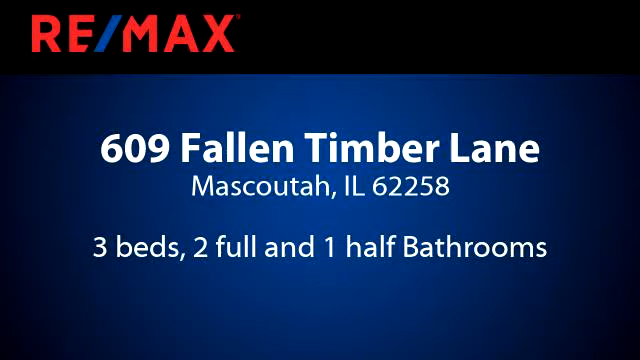 RE/MAX
609 Fallen Timber Lane
Mascoutah, IL 62258
3 beds, 2 full and 1 half Bathrooms